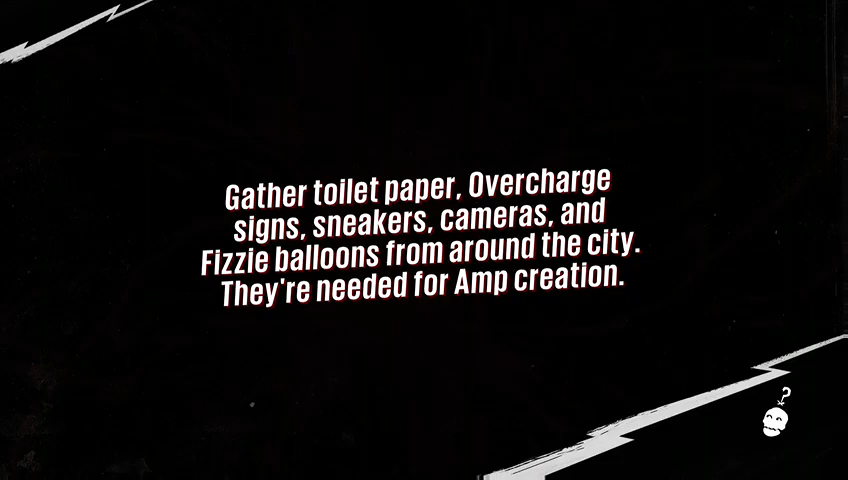 Gather toilet paper, Overcharge
signs, sneakers, cameras, and
Fizzie balloons from around the city.
They're needed for Amp creation.
?